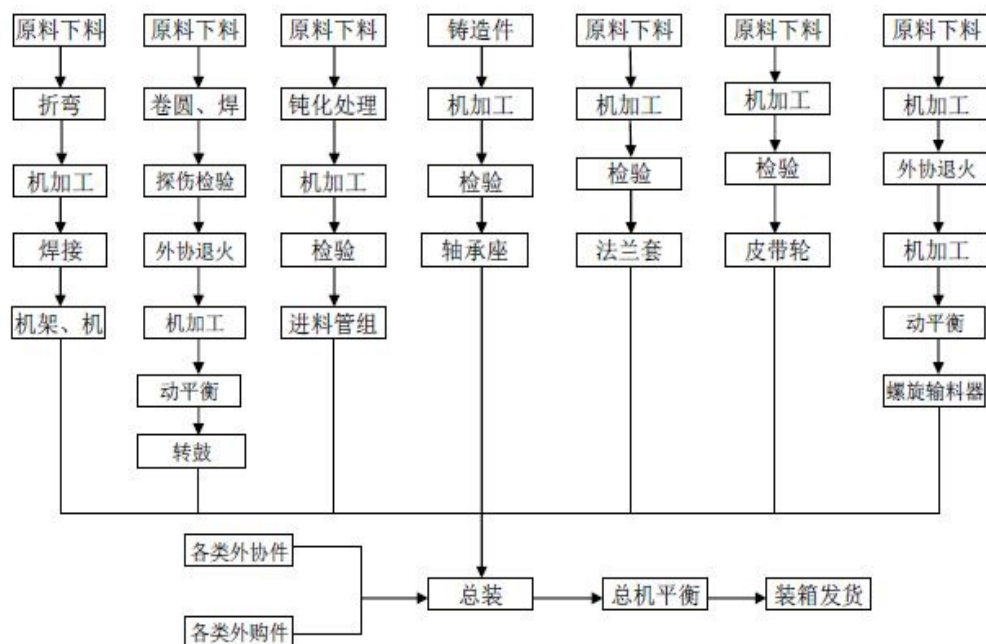 原料下料
折弯
机加工
焊接
机架、机
原料下料
卷圆、焊
探伤检验
外协退火
机加工
动平衡
转鼓
原料下料
钝化处理
机加工
检验
进料管组
铸造件
机加工
检验
轴承座
原料下料
机加工
检验
法兰套
原料下料
机加工
检验
皮带轮
原料下料
机加工
外协退火
机加工
动平衡
螺旋输料器
各类外协件
各类外购件
总装
总机平衡
装箱发货